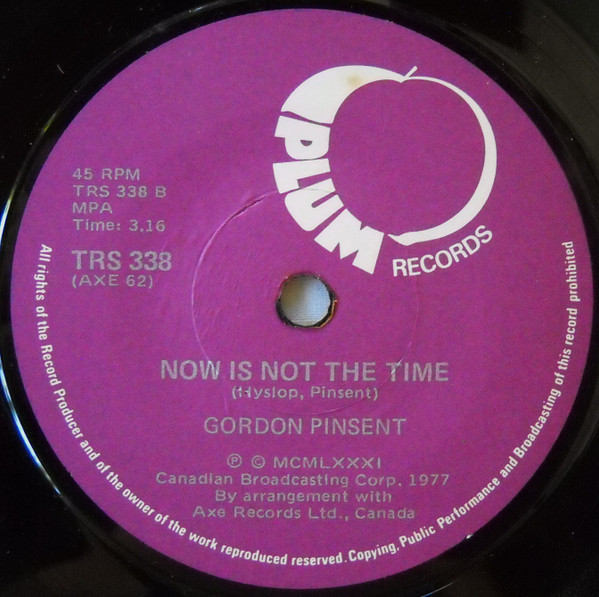 PLUM
RECORDS
45 RPM
TRS 338 B
MPA
Time: 3.16
TRS 338
(AXE 62)
NOW IS NOT THE TIME
(Hyslop, Pinsent)
GORDON PINSENT
Ⓟ © MCMLXXXI
Canadian Broadcasting Corp, 1977
By arrangement with
Axe Records Ltd., Canada
All rights of the Record Producer and of the owner of the work reproduced reserved. Copying, Public Performance and Broadcasting of this record prohibited